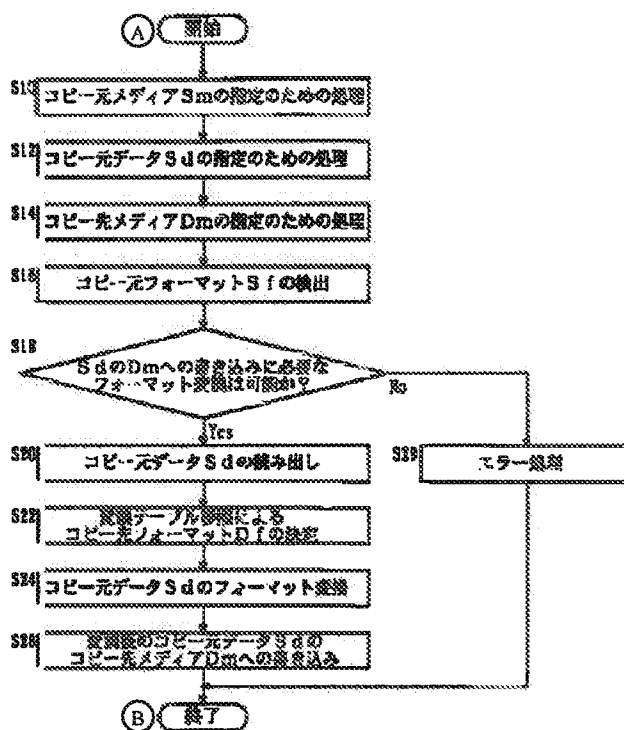 A 開始
S10
コピー元メディアSmの指定のための処理
S12
コピー元データSdの指定のための処理
S14
コピー先メディアDmの指定のための処理
S16
コピー元フォーマットSfの検出
S18
SdのDmへの書き込みに必要な
フォーマット変換は可能か?
No
Yes
S20
コピー元データSdの読み出し
エラー処理
S22
変換テーブル参照による
コピー先フォーマットDfの決定
S24
コピー元データSdのフォーマット変換
変換後のコピー元データSdの
コピー先メディアDmへの書き込み
B 終了